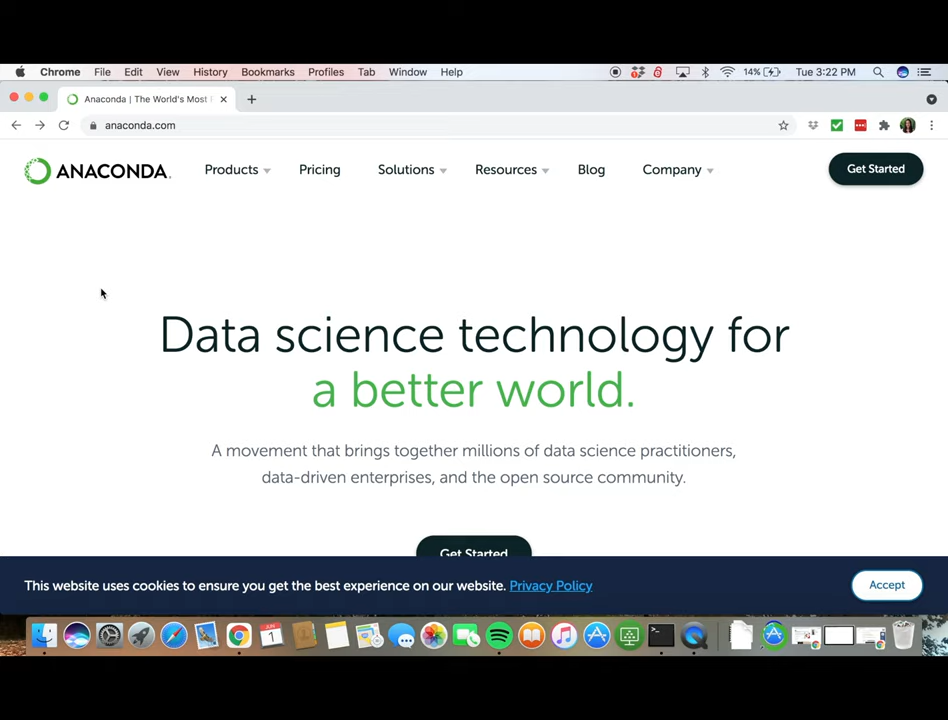 Chrome File Edit View History Bookmarks Profiles Tab Window Help 14% Tue 3:22 PM
Anaconda | The World's Most
anaconda.com
ANACONDA. Products Pricing Solutions Resources Blog Company Get Started
Data science technology for
a better world.
A movement that brings together millions of data science practitioners,
data-driven enterprises, and the open source community.
Get Started
This website uses cookies to ensure you get the best experience on our website. Privacy Policy Accept
JUN
1